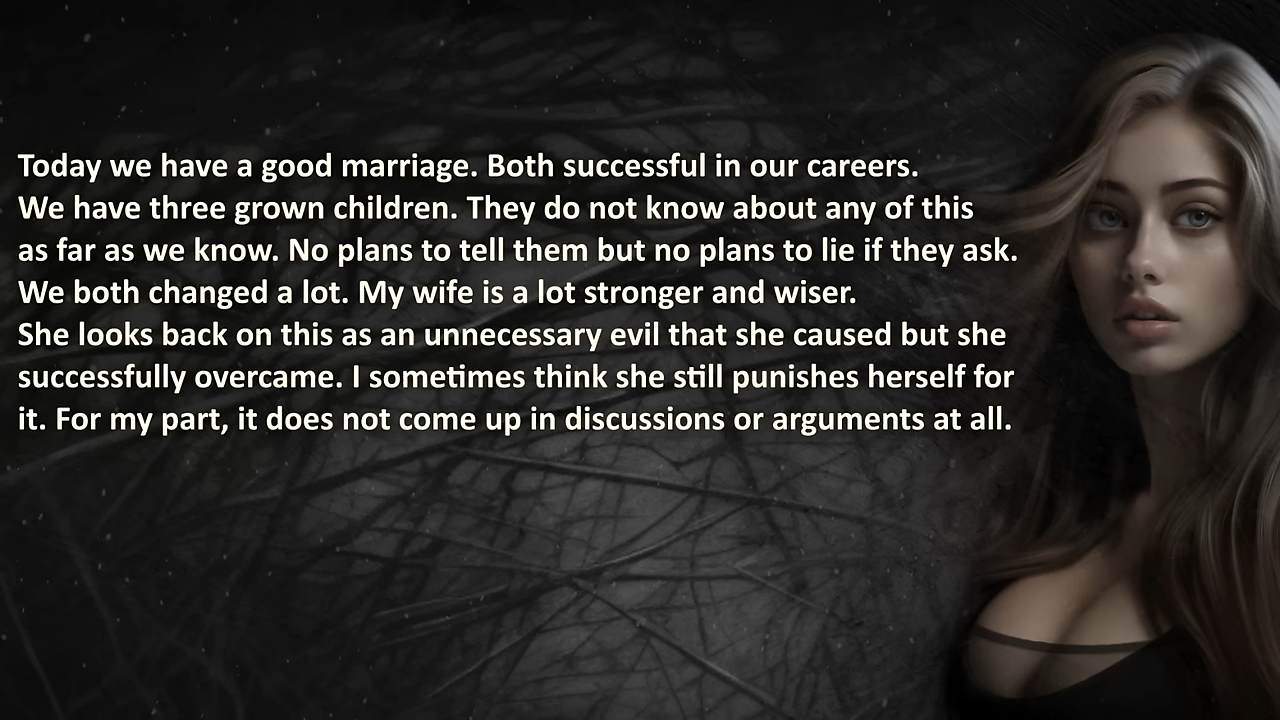 Today we have a good marriage. Both successful in our careers.
We have three grown children. They do not know about any of this
as far as we know. No plans to tell them but no plans to lie if they ask.
We both changed a lot. My wife is a lot stronger and wiser.
She looks back on this as an unnecessary evil that she caused but she
successfully overcame. I sometimes think she still punishes herself for
it. For my part, it does not come up in discussions or arguments at all.